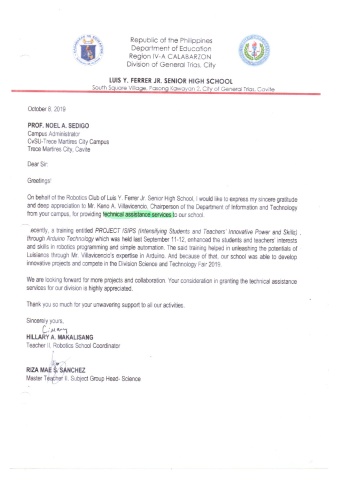 Republic of the Philippines
Department of Education
Region IV-A CALABARZON
Division of General Trias, City
LUIS Y. FERRER JR. SENIOR HIGH SCHOOL
South Square Village, Pasong Kawayan 2, City of General Trias, Cavite
October 8, 2019
PROF. NOEL A. SEDIGO
Campus Administrator
CvSU-Trece Martires City Campus
Trece Martires City, Cavite
Dear Sir:
Greetings!
On behalf of the Robotics Club of Luis Y. Ferrer Jr. Senior High School, I would like to express my sincere gratitude
and deep appreciation to Mr. Keno A. Villavicencio, Chairperson of the Department of Information and Technology
from your campus, for providing technical assistance services to our school.
ecently, a training entitled PROJECT ISIPS (Intensifying Students and Teachers' Innovative Power and Skills)
through Arduino Technology which was held last September 11-12, enhanced the students and teachers' interests
and skills in robotics programming and simple automation. The said training helped in unleashing the potentials of
Luisians through Mr. Villavicencio's expertise in Arduino. And because of that, our school was able to develop
innovative projects and compete in the Division Science and Technology Fair 2019.
We are looking forward for more projects and collaboration. Your consideration in granting the technical assistance
services for our division is highly appreciated.
Thank you so much for your unwavering support to all our activities.
Sincerely yours,
HILLARY A. MAKALISANG
Teacher II, Robotics School Coordinator
RIZA MAE S. SANCHEZ
Master Teacher II, Subject Group Head- Science